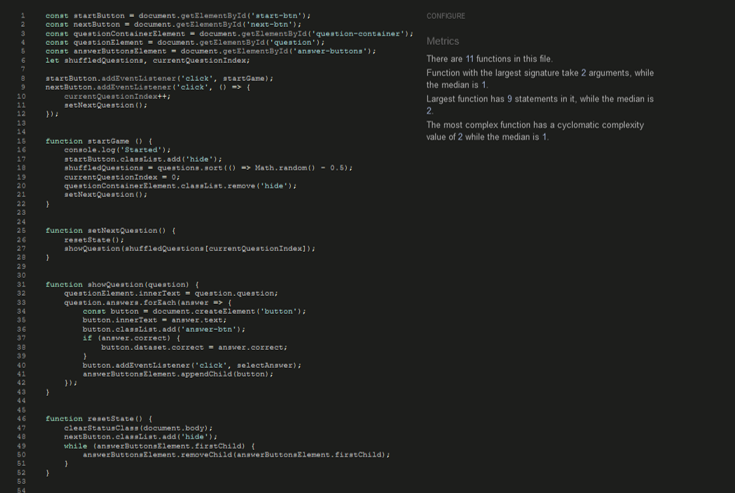 1 const startButton = document.getElementById('start-btn');
2 const nextButton = document.getElementById('next-btn');
3 const questionContainerElement = document.getElementById('question-container');
4 const questionElement = document.getElementById('question');
5 const answerButtonsElement = document.getElementById('answer-buttons');
6 let shuffledQuestions, currentQuestionIndex;
7
8 startButton.addEventListener('click', startGame);
9 nextButton.addEventListener('click', () => {
10 currentQuestionIndex++;
11 setNextQuestion();
12 });
13
14
15 function startGame () {
16 console.log('Started');
17 startButton.classList.add('hide');
18 shuffledQuestions = questions.sort(() => Math.random() - 0.5);
19 currentQuestionIndex = 0;
20 questionContainerElement.classList.remove('hide');
21 setNextQuestion();
22 }
23
24
25 function setNextQuestion() {
26 resetState();
27 showQuestion(shuffledQuestions[currentQuestionIndex]);
28 }
29
30
31 function showQuestion(question) {
32 questionElement.innerText = question.question;
33 question.answers.forEach(answer => {
34 const button = document.createElement('button');
35 button.innerText = answer.text;
36 button.classList.add('answer-btn');
37 if (answer.correct) {
38 button.dataset.correct = answer.correct;
39 }
40 button.addEventListener('click', selectAnswer);
41 answerButtonsElement.appendChild(button);
42 });
43 }
44
45
46 function resetState() {
47 clearStatusClass(document.body);
48 nextButton.classList.add('hide');
49 while (answerButtonsElement.firstChild) {
50 answerButtonsElement.removeChild(answerButtonsElement.firstChild);
51 }
52 }
53
54
CONFIGURE
Metrics
There are 11 functions in this file.
Function with the largest signature take 2 arguments, while
the median is 1.
Largest function has 9 statements in it, while the median is
2.
The most complex function has a cyclomatic complexity
value of 2 while the median is 1.